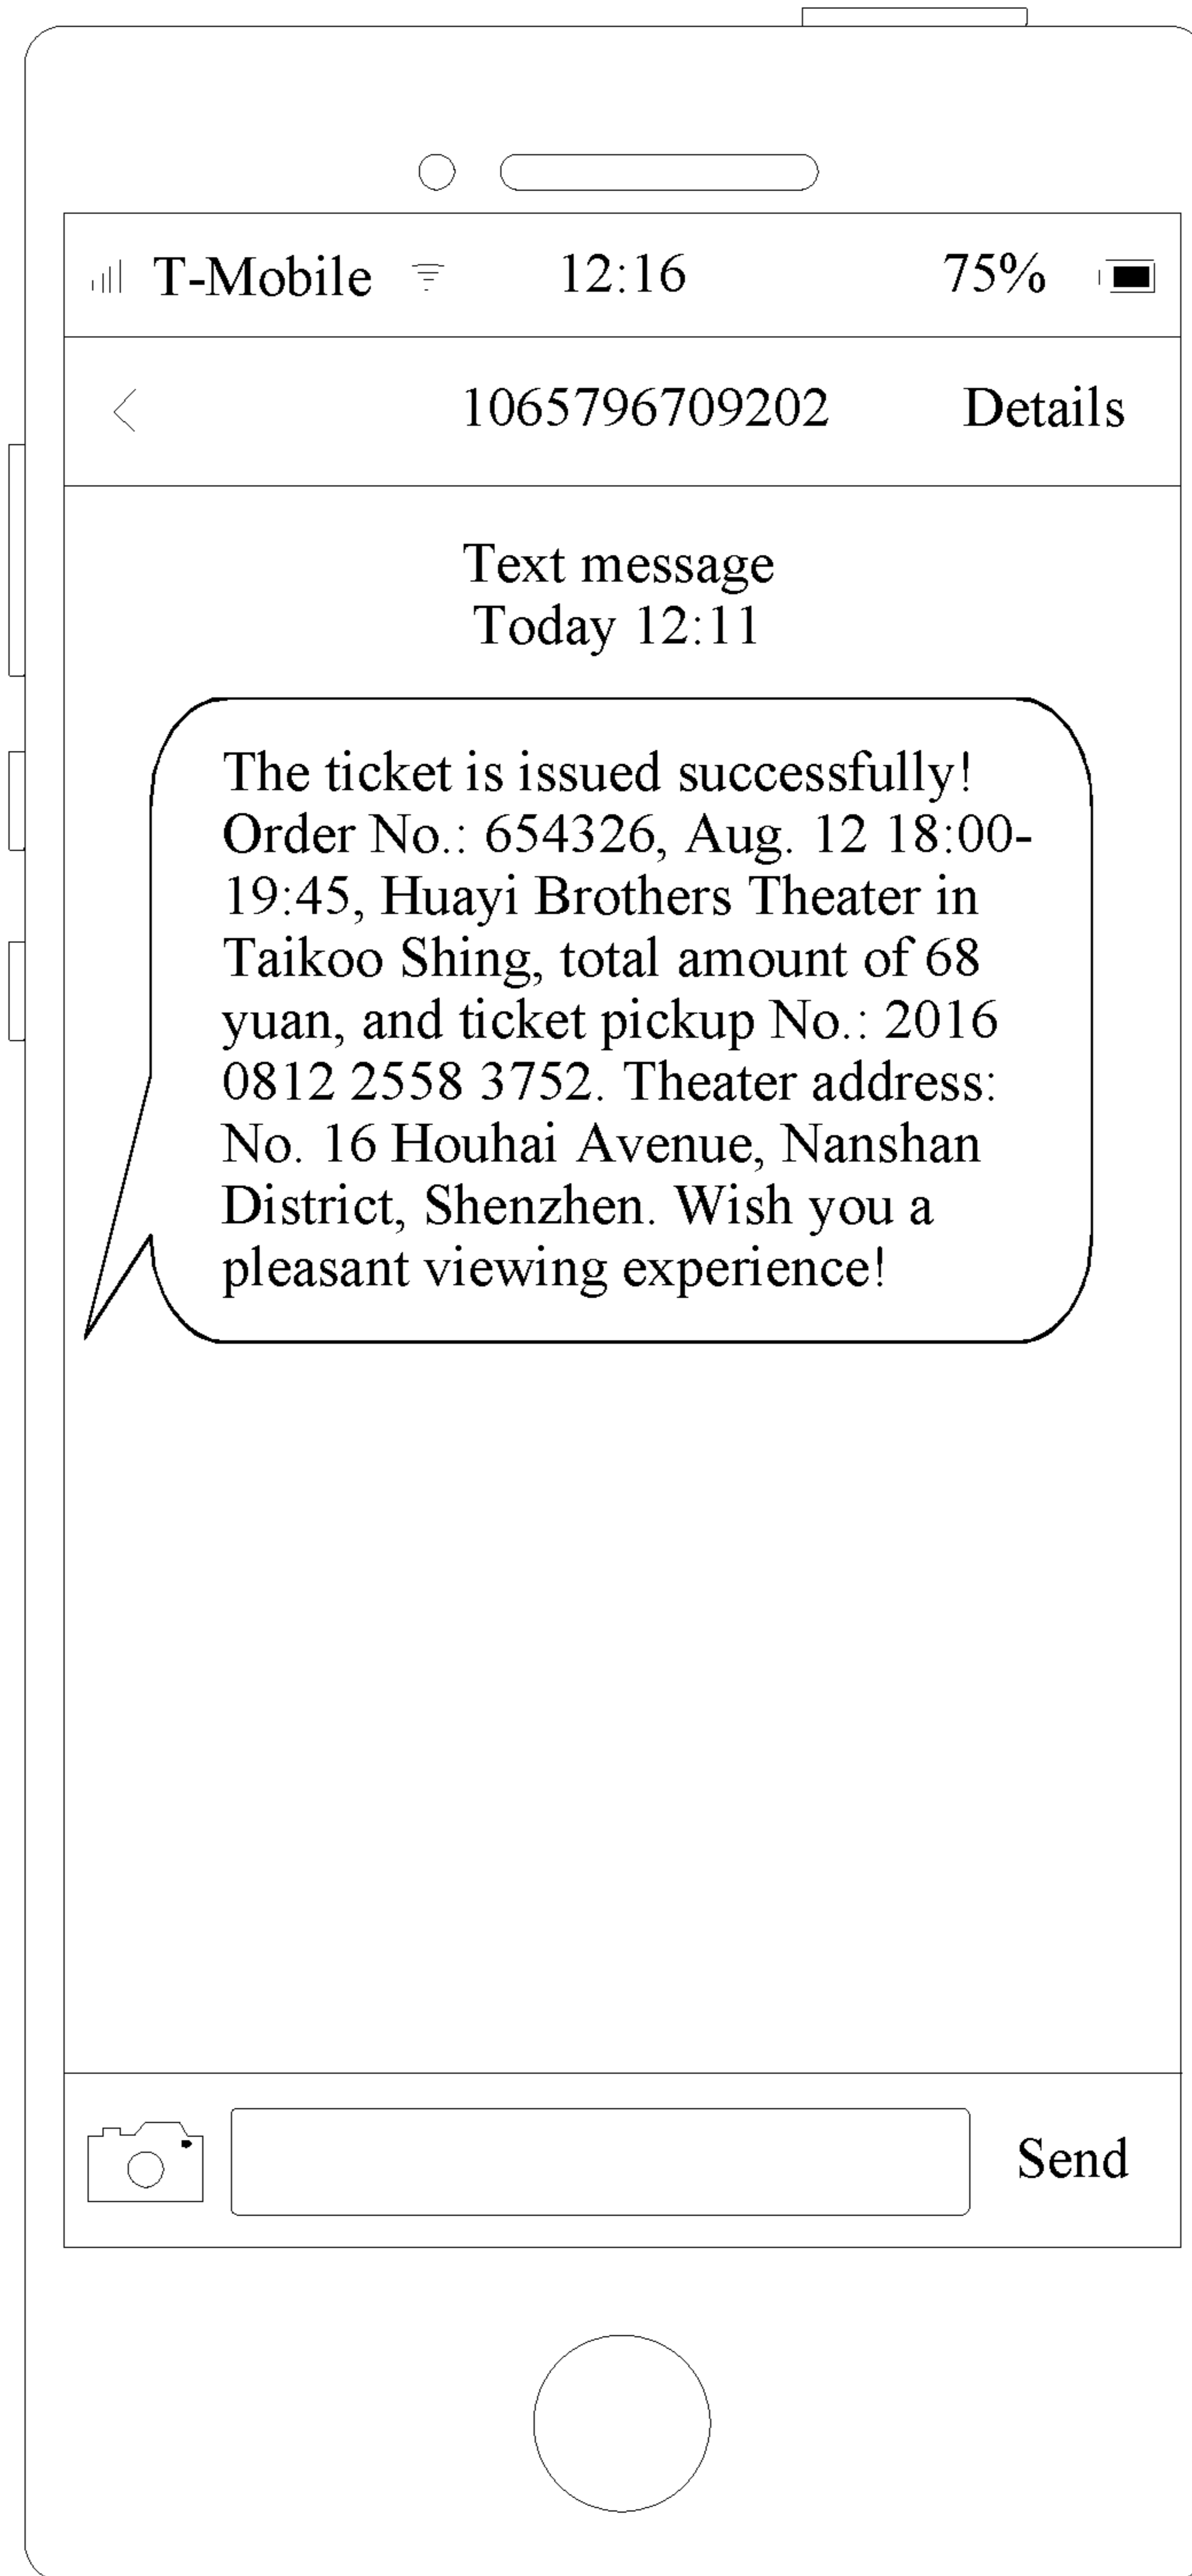 T-Mobile 12:16 75%
1065796709202 Details
Text message
Today 12:11
The ticket is issued successfully!
Order No.: 654326, Aug. 12 18:00-
19:45, Huayi Brothers Theater in
Taikoo Shing, total amount of 68
yuan, and ticket pickup No.: 2016
0812 2558 3752. Theater address:
No. 16 Houhai Avenue, Nanshan
District, Shenzhen. Wish you a
pleasant viewing experience!
Send